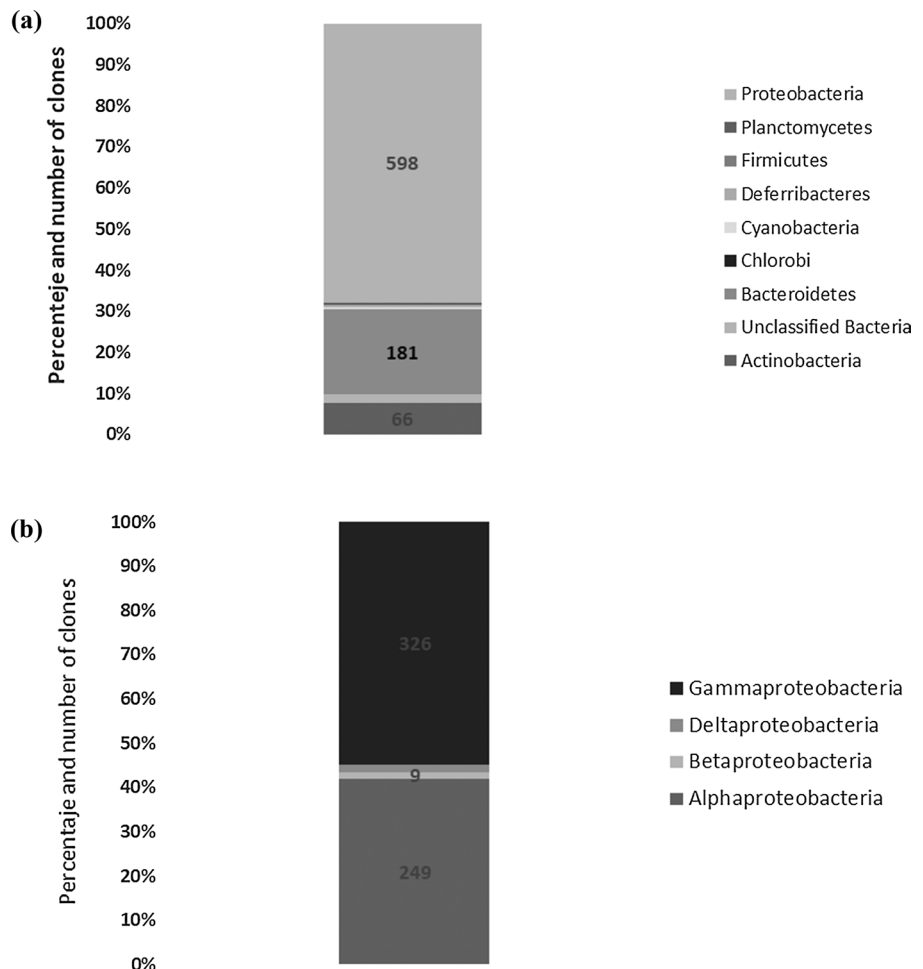 (a)
Percenteje and number of clones
100%
90%
80%
70%
60%
50%
40%
30%
20%
10%
0%
598
181
66
Proteobacteria
Planctomycetes
Firmicutes
Deferribacteres
Cyanobacteria
Chlorobi
Bacteroidetes
Unclassified Bacteria
Actinobacteria
(b)
Percentaje and number of clones
100%
90%
80%
70%
60%
50%
40%
30%
20%
10%
0%
326
9
249
Gammaproteobacteria
Deltaproteobacteria
Betaproteobacteria
Alphaproteobacteria